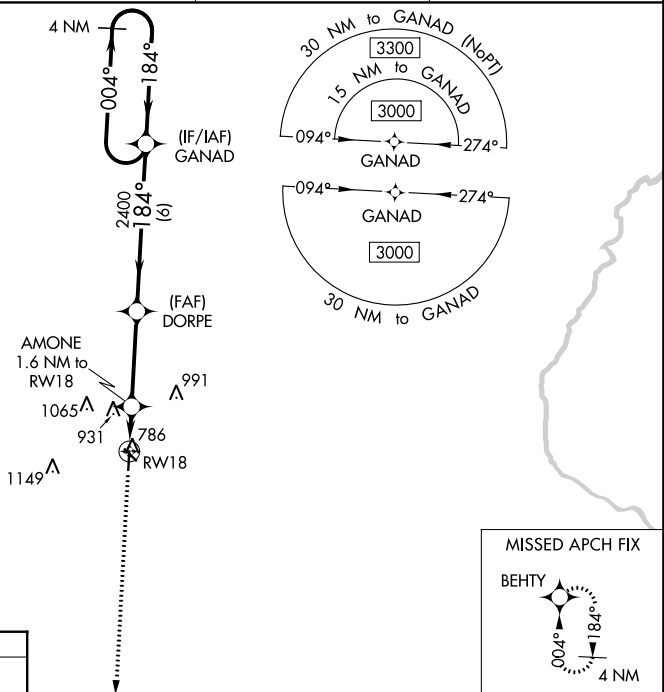 4 NM
004°
184°
(IF/IAF)
GANAD
2400
184°
(6)
(FAF)
DORPE
AMONE
1.6 NM to
RW18
991
1065
931
786
RW18
1149
30 NM to GANAD (NoPT)
3300
15 NM to GANAD
3000
094°
274°
GANAD
094°
274°
GANAD
3000
30 NM to GANAD
MISSED APCH FIX
BEHTY
004°
184°
4 NM